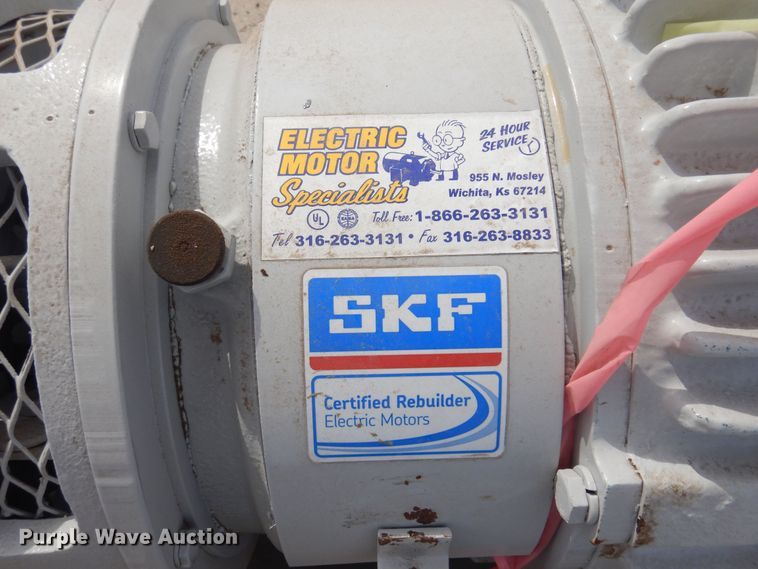 ELECTRIC
MOTOR
Specialists
24 HOUR
SERVICE
955 N. Mosley
Wichita, Ks 67214
UL
Toll Free: 1-866-263-3131
Tel 316-263-3131 • Fax 316-263-8833
SKF
Certified Rebuilder
Electric Motors
Purple Wave Auction